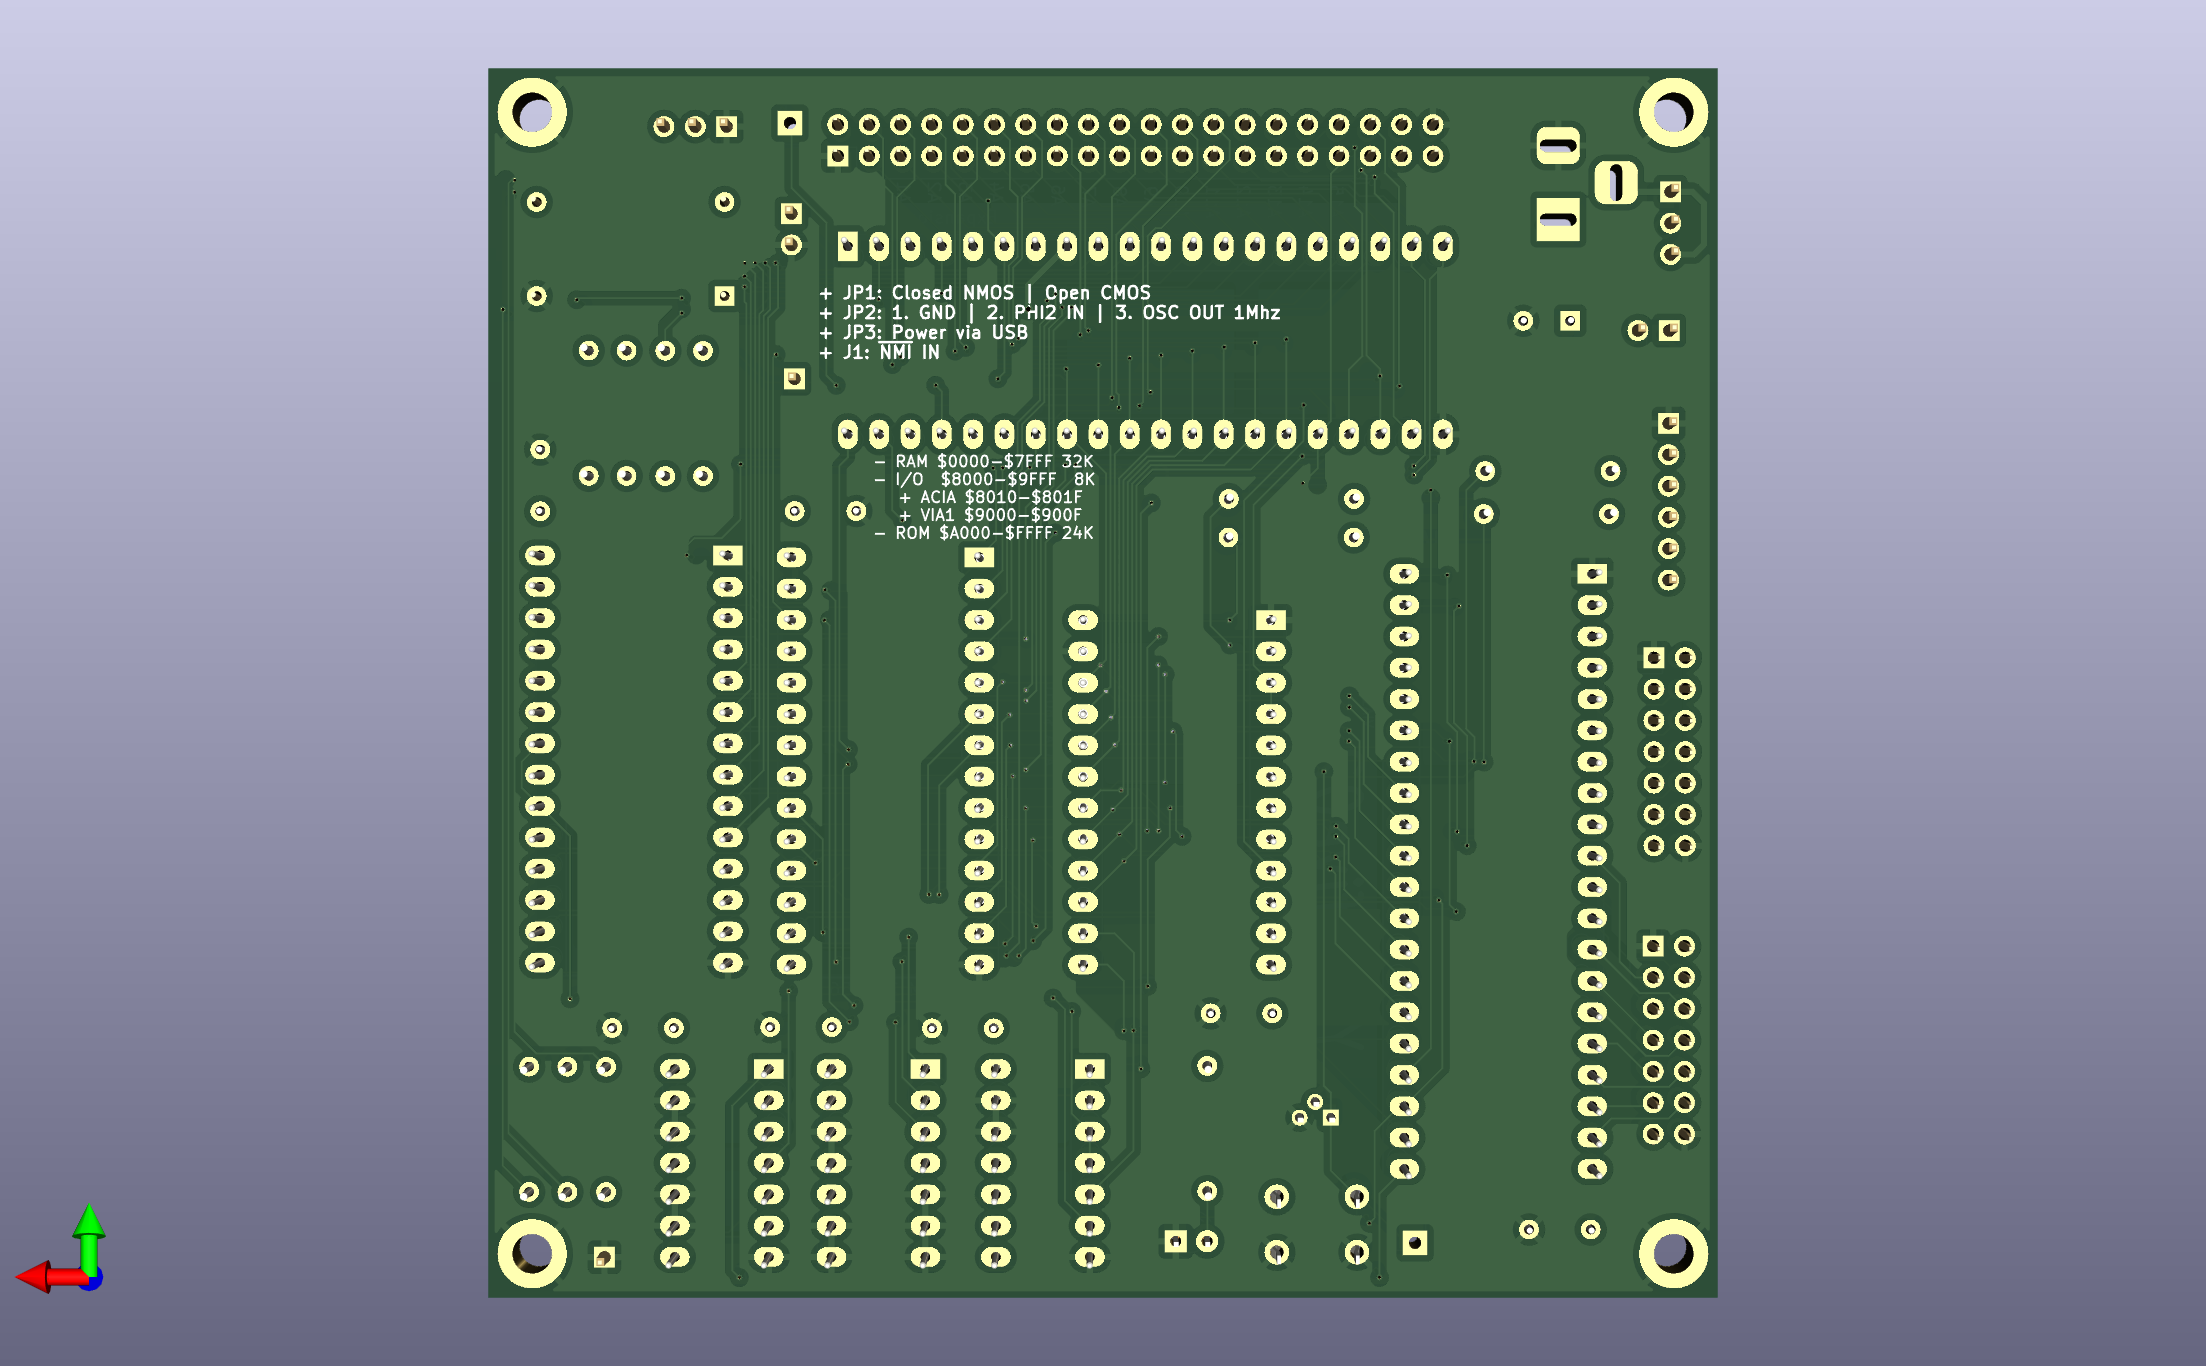 + JP1: Closed NMOS | Open CMOS
+ JP2: 1. GND | 2. PHI2 IN | 3. OSC OUT 1Mhz
+ JP3: Power via USB
+ J1: N̅M̅I̅ IN
− RAM $0000−$7FFF 32K
− I/O  $8000−$9FFF  8K
+ ACIA $8010−$801F
+ VIA1 $9000−$900F
− ROM $A000−$FFFF 24K